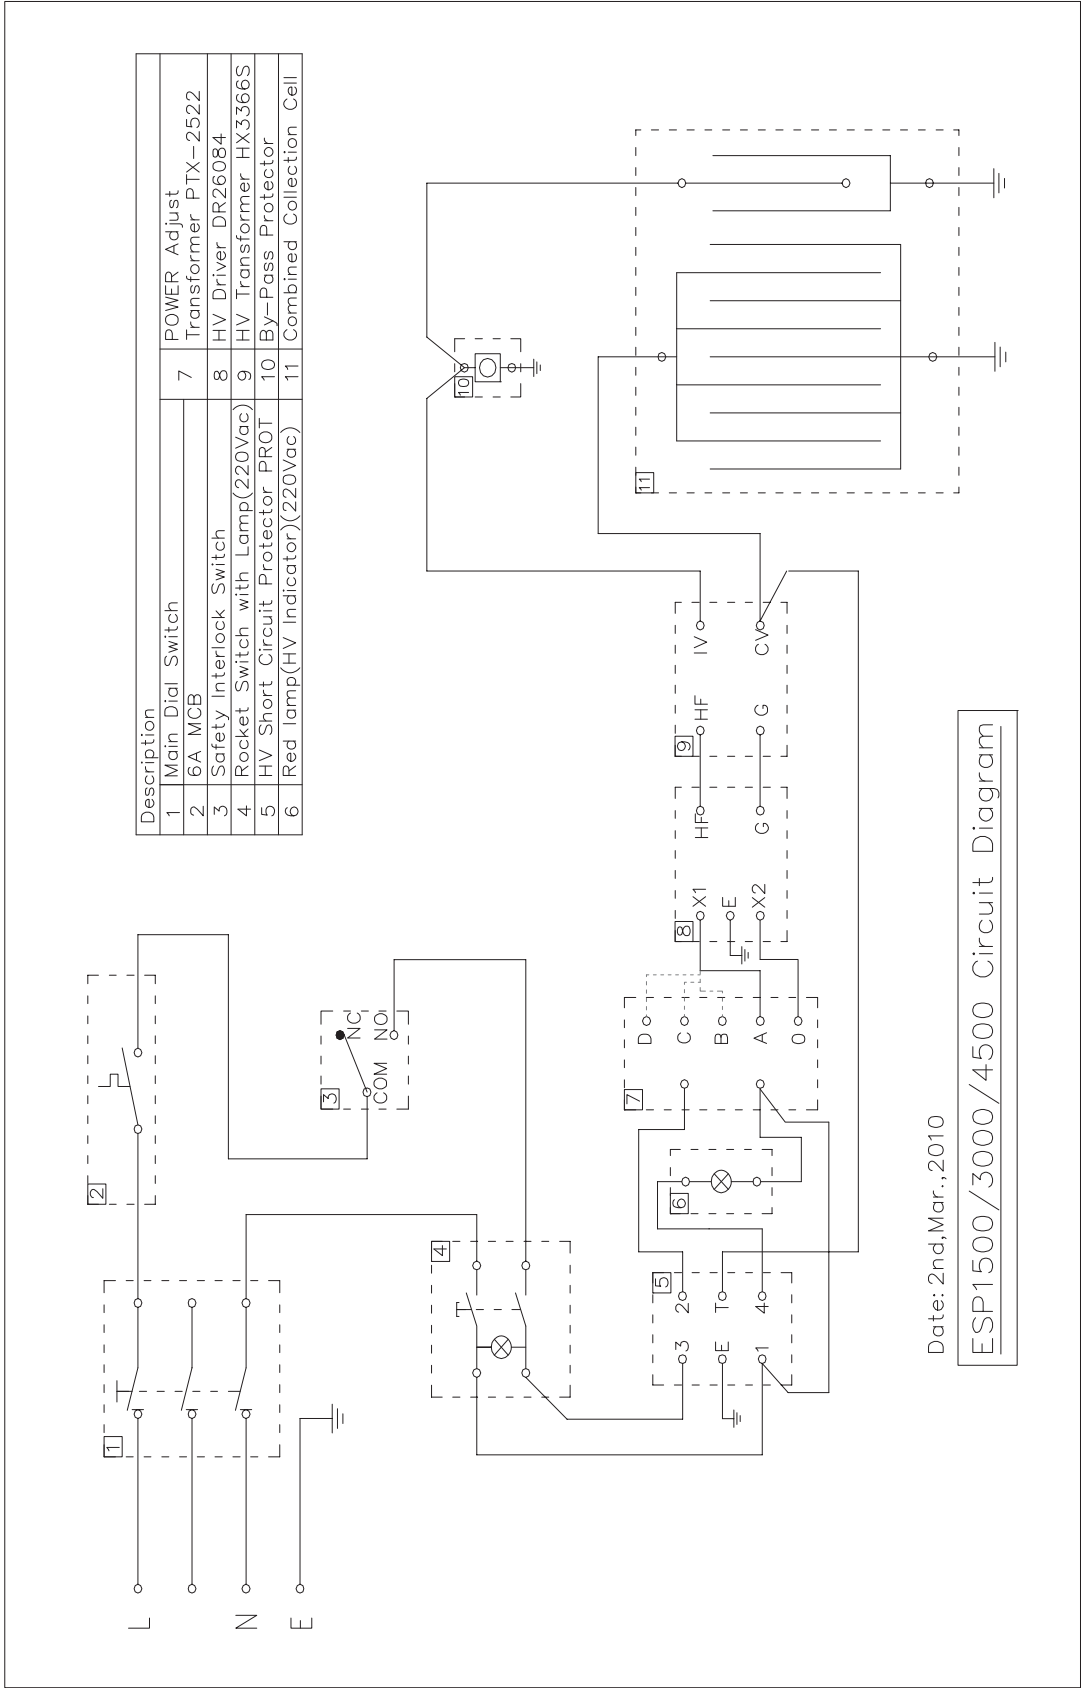 Description
1 Main Dial Switch
2 6A MCB
3 Safety Interlock Switch
4 Rocket Switch with Lamp(220Vac)
5 HV Short Circuit Protector PROT
6 Red lamp(HV Indicator)(220Vac)
7 POWER Adjust
Transformer PTX-2522
8 HV Driver DR26084
9 HV Transformer HX3366S
10 By-Pass Protector
11 Combined Collection Cell
L
N
E
1
2
3
NC
COM NO
4
5
3 2
E T
1 4
6
7
D
C
B
A
0
8
X1 HF
E
X2 G
9
HF IV
G CV
10
11
Date: 2nd,Mar.,2010
ESP1500/3000/4500 Circuit Diagram